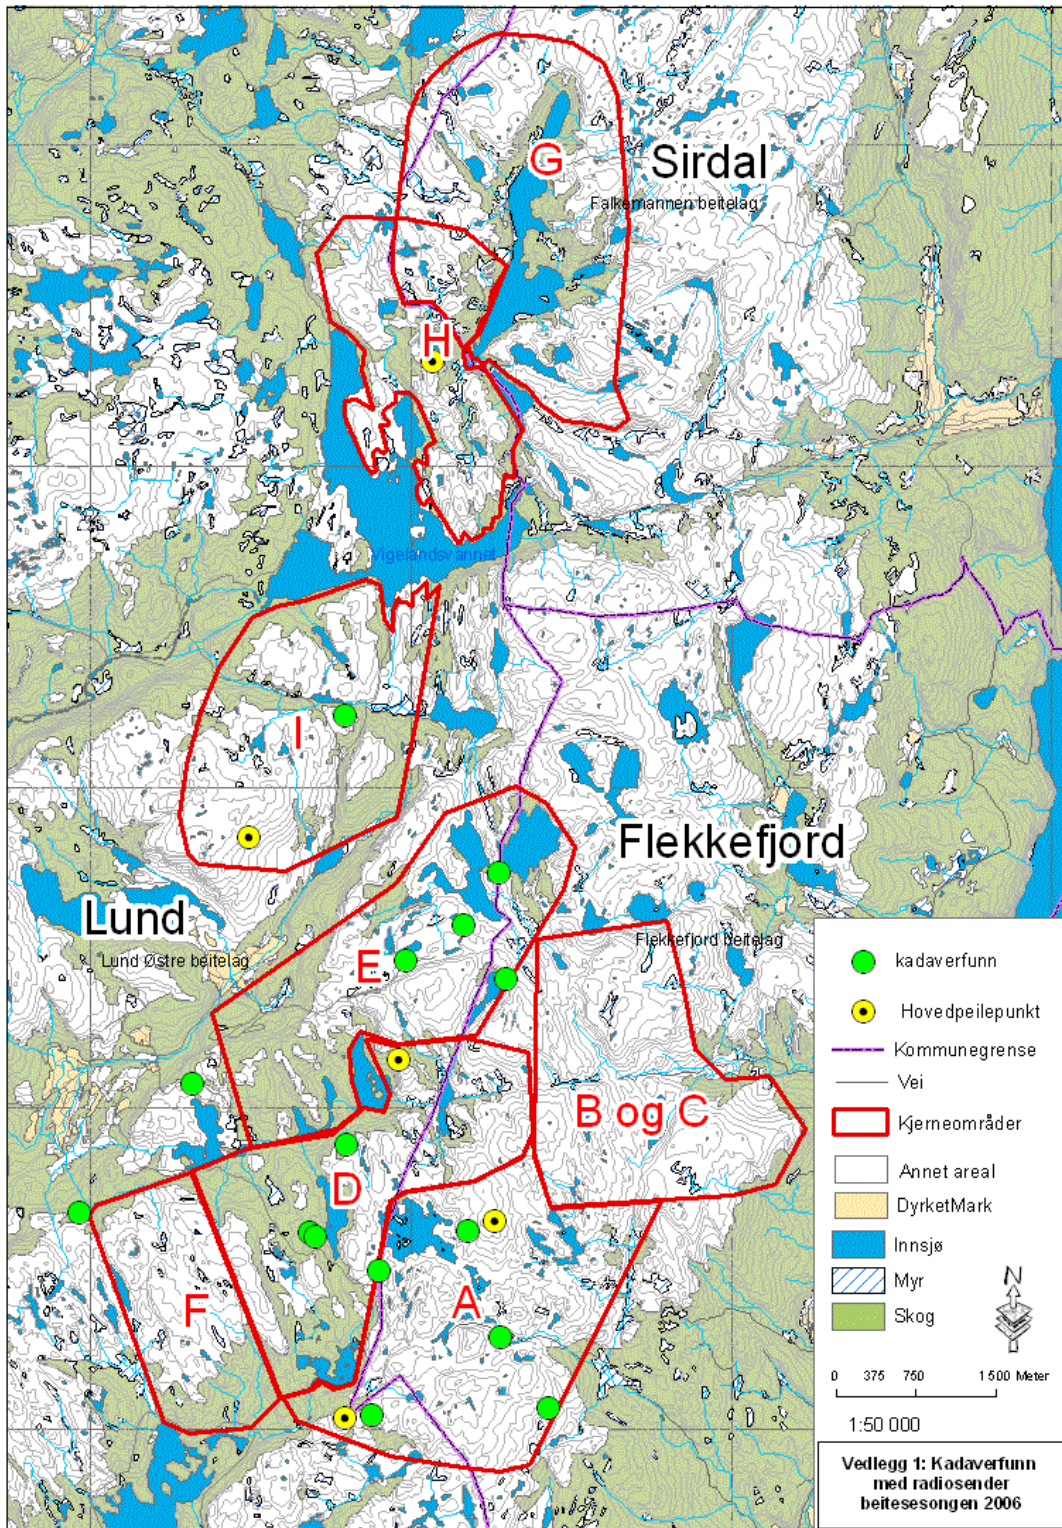 G
Sirdal
Falkemannen beitelag
H
Vigelandsvannet
I
Flekkefjord
Lund
Flekkefjord beitelag
Lund Østre beitelag
E
B og C
D
F
A
kadaverfunn
Hovedpeilepunkt
Kommunegrense
Vei
Kjerneområder
Annet areal
DyrketMark
Innsjø
Myr
Skog
N
0 375 750 1 500 Meter
1:50 000
Vedlegg 1: Kadaverfunn
med radiosender
beitesesongen 2006